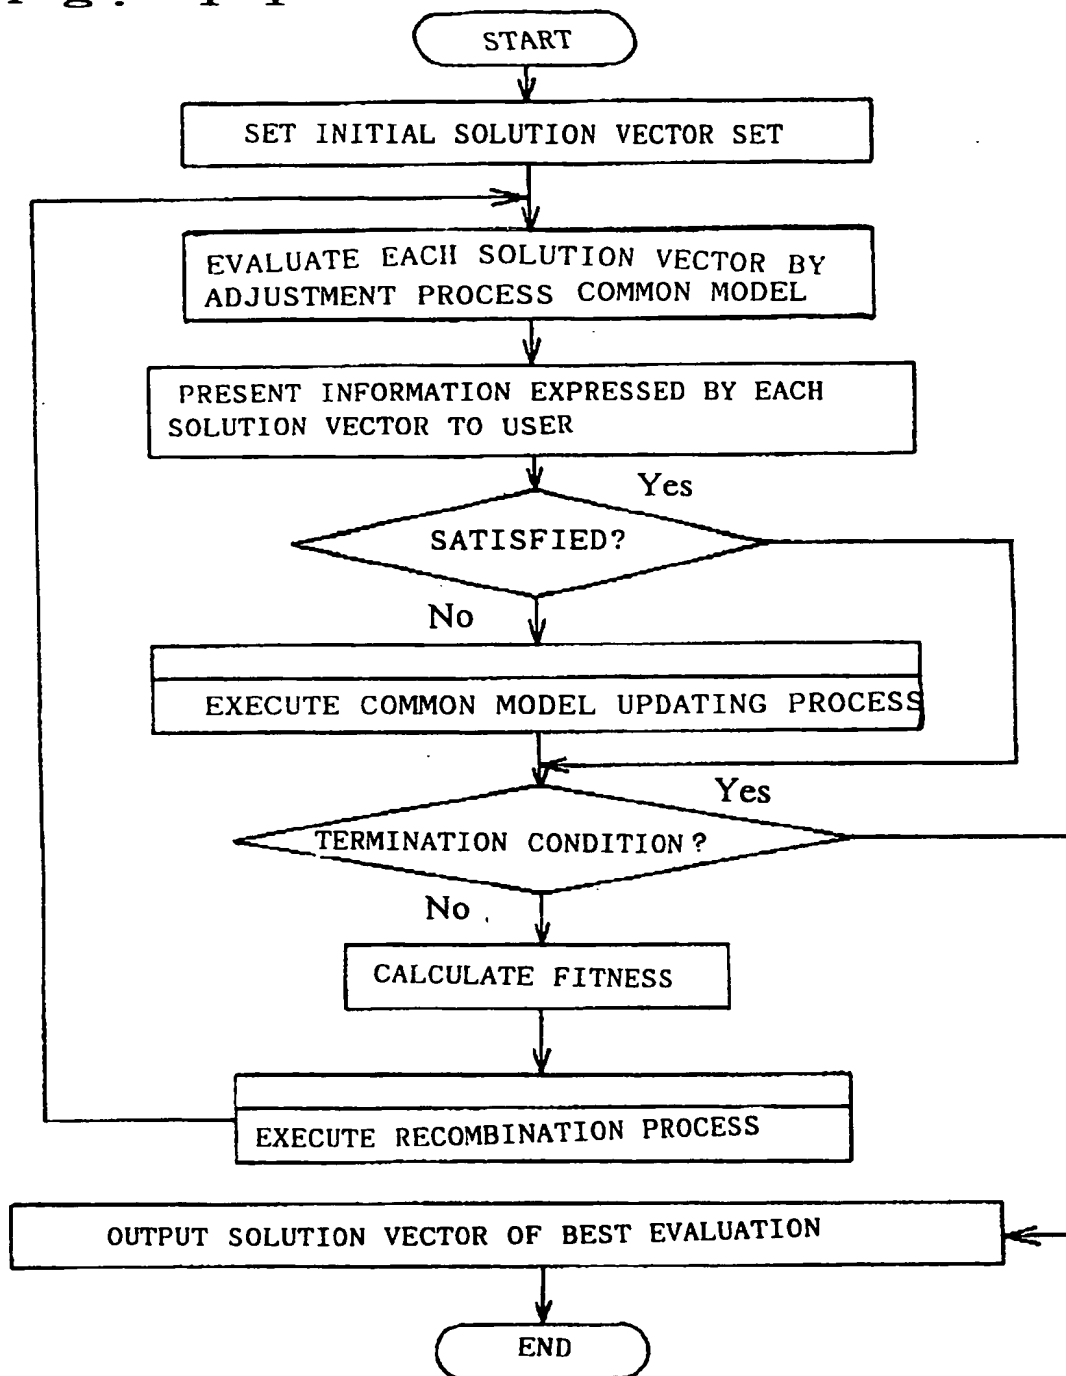 START
SET INITIAL SOLUTION VECTOR SET
EVALUATE EACH SOLUTION VECTOR BY
ADJUSTMENT PROCESS COMMON MODEL
PRESENT INFORMATION EXPRESSED BY EACH
SOLUTION VECTOR TO USER
Yes
SATISFIED?
No
EXECUTE COMMON MODEL UPDATING PROCESS
Yes
TERMINATION CONDITION?
No
CALCULATE FITNESS
EXECUTE RECOMBINATION PROCESS
OUTPUT SOLUTION VECTOR OF BEST EVALUATION
END